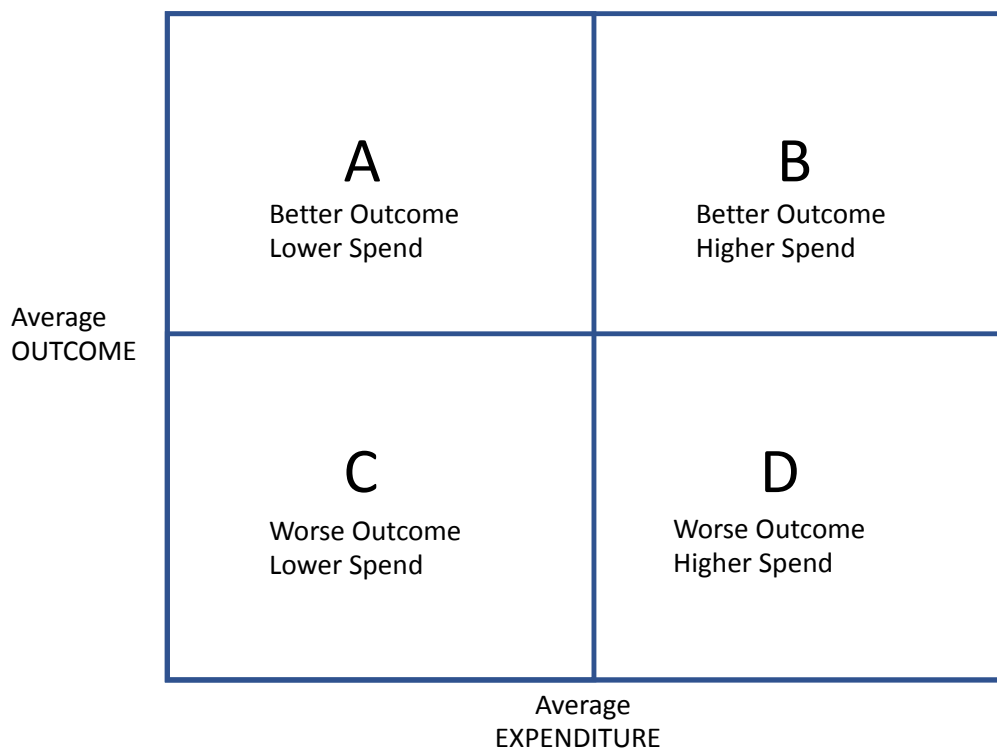 A
Better Outcome
Lower Spend
B
Better Outcome
Higher Spend
Average
OUTCOME
C
Worse Outcome
Lower Spend
D
Worse Outcome
Higher Spend
Average
EXPENDITURE